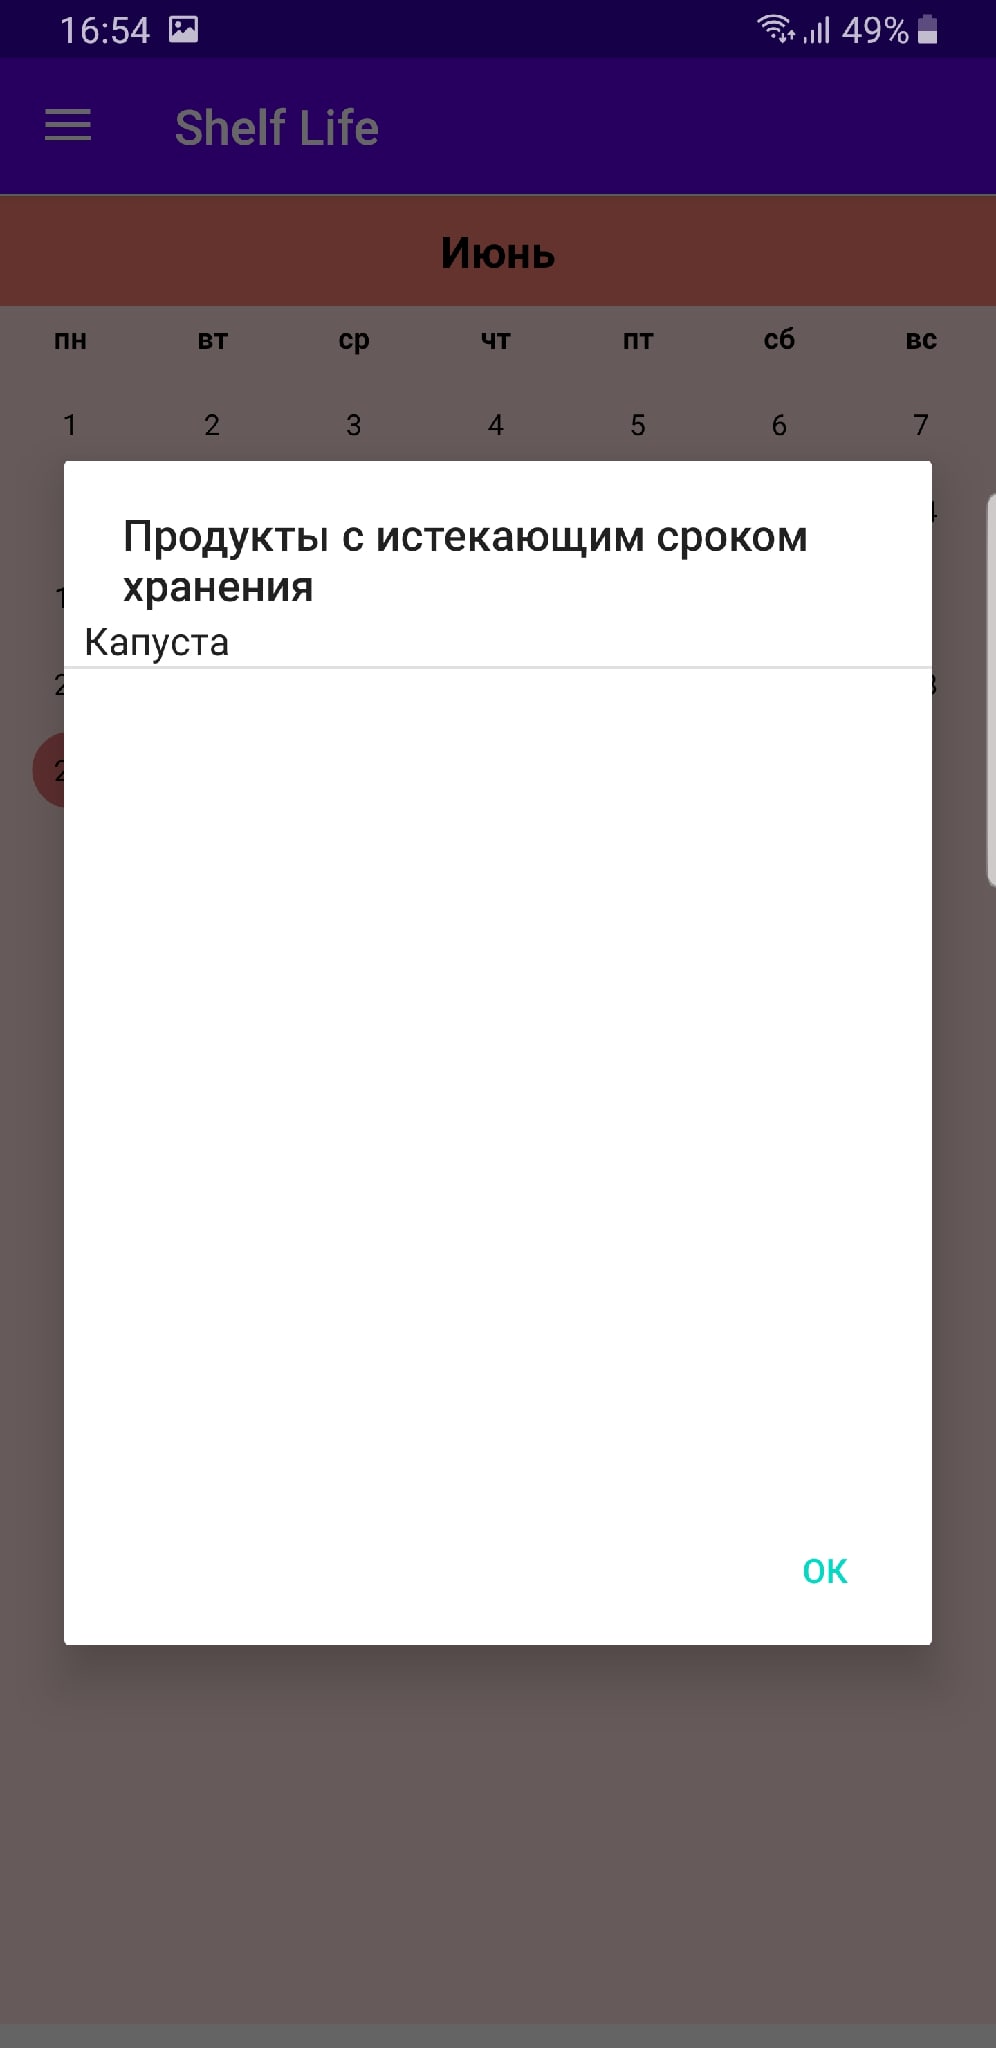 16:54 49%
Shelf Life
Июнь
пн вт ср чт пт сб вс
1 2 3 4 5 6 7
Продукты с истекающим сроком
хранения
Капуста
ОК